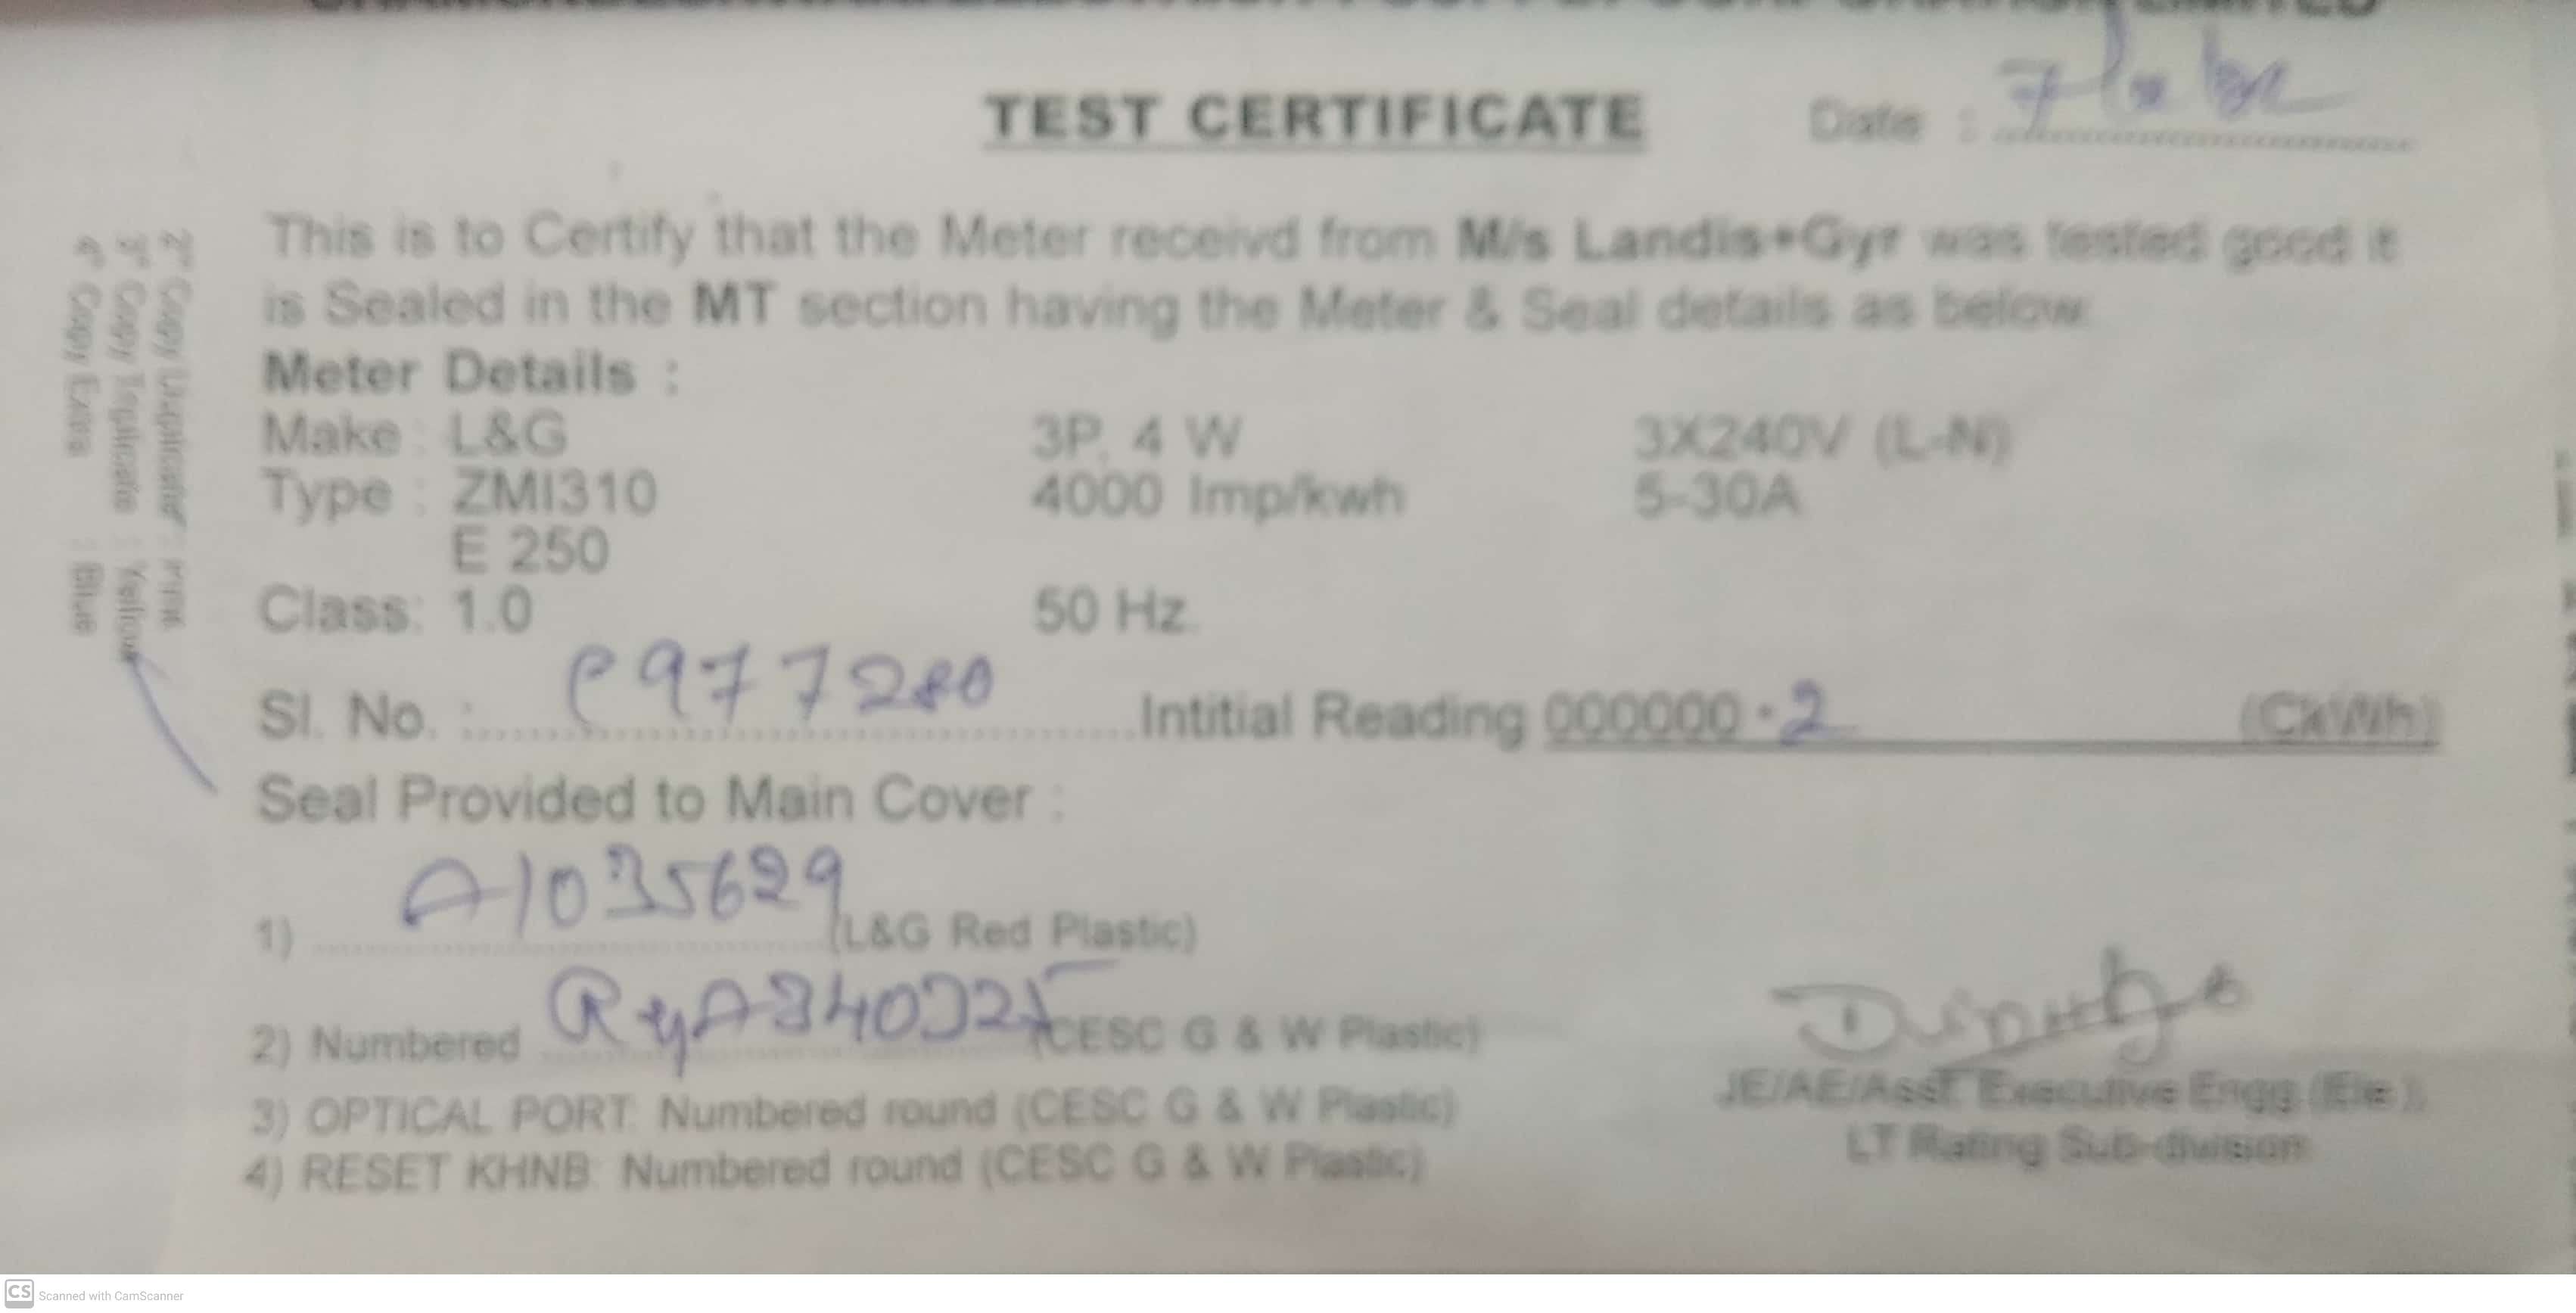 ELECTRICITY SUPPLY CORPORATION LIMITED
TEST CERTIFICATE
Date :
This is to Certify that the Meter receivd from M/s Landis+Gyr was tested good it
is Sealed in the MT section having the Meter & Seal details as below
Meter Details :
Make : L&G 3P, 4 W 3X240V (L-N)
Type : ZMI310 4000 Imp/kwh 5-30A
E 250
Class: 1.0 50 Hz.
Sl. No. : P977280 Intitial Reading 000000.2 (CkWh)
Seal Provided to Main Cover :
1) A1035629 (L&G Red Plastic)
2) Numbered (CESC G & W Plastic)
3) OPTICAL PORT: Numbered round (CESC G & W Plastic)
4) RESET KHNB: Numbered round (CESC G & W Plastic)
JE/AE/Asst. Executive Engg (Ele.),
LT Rating Sub-division
2nd Copy Duplicate : Pink
3rd Copy Triplicate : Yellow
4th Copy Extra : Blue
CS Scanned with CamScanner